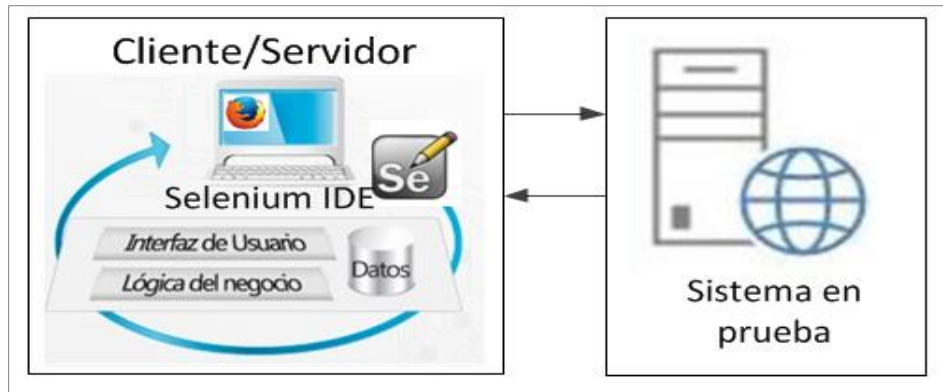 Cliente/Servidor
Se
Selenium IDE
Interfaz de Usuario
Lógica del negocio
Datos
Sistema en
prueba